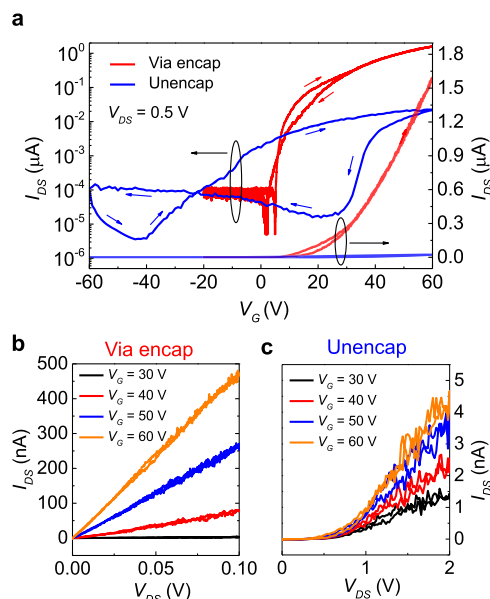 a
Via encap
Unencap
V_DS = 0.5 V
10^0
10^-1
10^-2
10^-3
10^-4
10^-5
10^-6
I_DS (μA)
1.8
1.5
1.2
0.9
0.6
0.3
0.0
I_DS (μA)
-60 -40 -20 0 20 40 60
V_G (V)
b Via encap
V_G = 30 V
V_G = 40 V
V_G = 50 V
V_G = 60 V
500
400
300
200
100
0
I_DS (nA)
0.00 0.05 0.10
V_DS (V)
c Unencap
V_G = 30 V
V_G = 40 V
V_G = 50 V
V_G = 60 V
5
4
3
2
1
0
I_DS (nA)
0 1 2
V_DS (V)